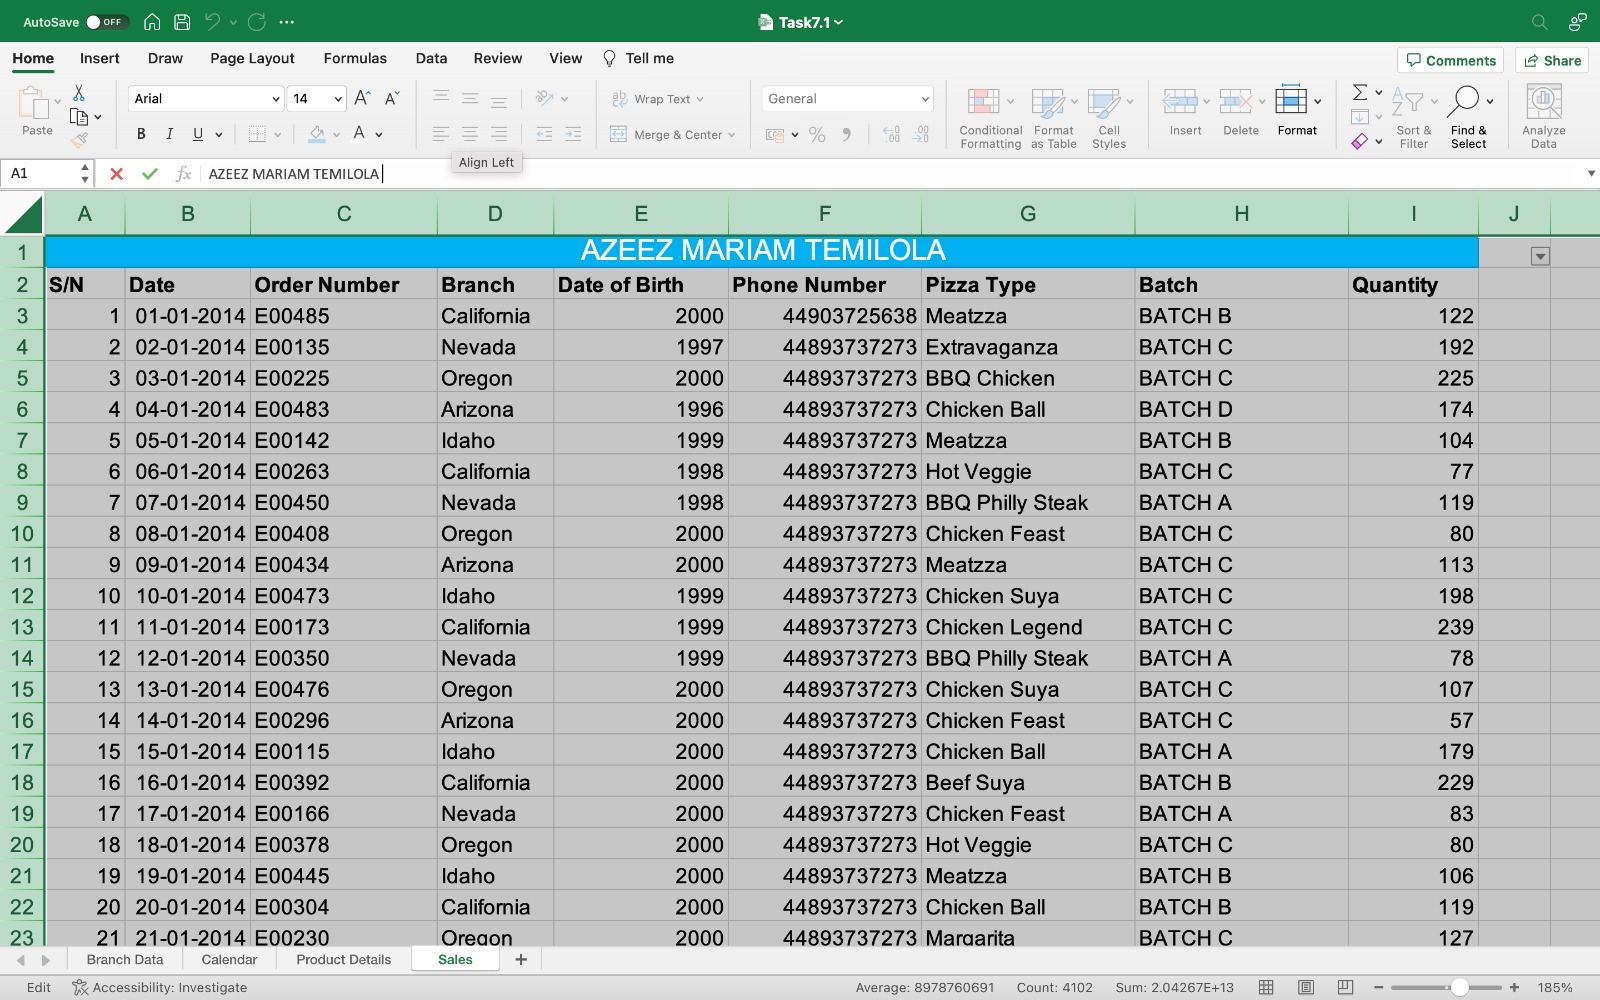 AutoSave OFF Task7.1
Home Insert Draw Page Layout Formulas Data Review View Tell me Comments Share
Paste Arial 14 A A Wrap Text General
B I U A Merge & Center % Conditional Formatting Format as Table Cell Styles Insert Delete Format Sort & Filter Find & Select Analyze Data
Align Left
A1 fx AZEEZ MARIAM TEMILOLA
A B C D E F G H I J
1 AZEEZ MARIAM TEMILOLA
2 S/N Date Order Number Branch Date of Birth Phone Number Pizza Type Batch Quantity
3 1 01-01-2014 E00485 California 2000 44903725638 Meatzza BATCH B 122
4 2 02-01-2014 E00135 Nevada 1997 44893737273 Extravaganza BATCH C 192
5 3 03-01-2014 E00225 Oregon 2000 44893737273 BBQ Chicken BATCH C 225
6 4 04-01-2014 E00483 Arizona 1996 44893737273 Chicken Ball BATCH D 174
7 5 05-01-2014 E00142 Idaho 1999 44893737273 Meatzza BATCH B 104
8 6 06-01-2014 E00263 California 1998 44893737273 Hot Veggie BATCH C 77
9 7 07-01-2014 E00450 Nevada 1998 44893737273 BBQ Philly Steak BATCH A 119
10 8 08-01-2014 E00408 Oregon 2000 44893737273 Chicken Feast BATCH C 80
11 9 09-01-2014 E00434 Arizona 2000 44893737273 Meatzza BATCH C 113
12 10 10-01-2014 E00473 Idaho 1999 44893737273 Chicken Suya BATCH C 198
13 11 11-01-2014 E00173 California 1999 44893737273 Chicken Legend BATCH C 239
14 12 12-01-2014 E00350 Nevada 1999 44893737273 BBQ Philly Steak BATCH A 78
15 13 13-01-2014 E00476 Oregon 2000 44893737273 Chicken Suya BATCH C 107
16 14 14-01-2014 E00296 Arizona 2000 44893737273 Chicken Feast BATCH C 57
17 15 15-01-2014 E00115 Idaho 2000 44893737273 Chicken Ball BATCH A 179
18 16 16-01-2014 E00392 California 2000 44893737273 Beef Suya BATCH B 229
19 17 17-01-2014 E00166 Nevada 2000 44893737273 Chicken Feast BATCH A 83
20 18 18-01-2014 E00378 Oregon 2000 44893737273 Hot Veggie BATCH C 80
21 19 19-01-2014 E00445 Idaho 2000 44893737273 Meatzza BATCH B 106
22 20 20-01-2014 E00304 California 2000 44893737273 Chicken Ball BATCH B 119
23 21 21-01-2014 E00230 Oregon 2000 44893737273 Margarita BATCH C 127
Branch Data Calendar Product Details Sales +
Edit Accessibility: Investigate Average: 8978760691 Count: 4102 Sum: 2.04267E+13 185%